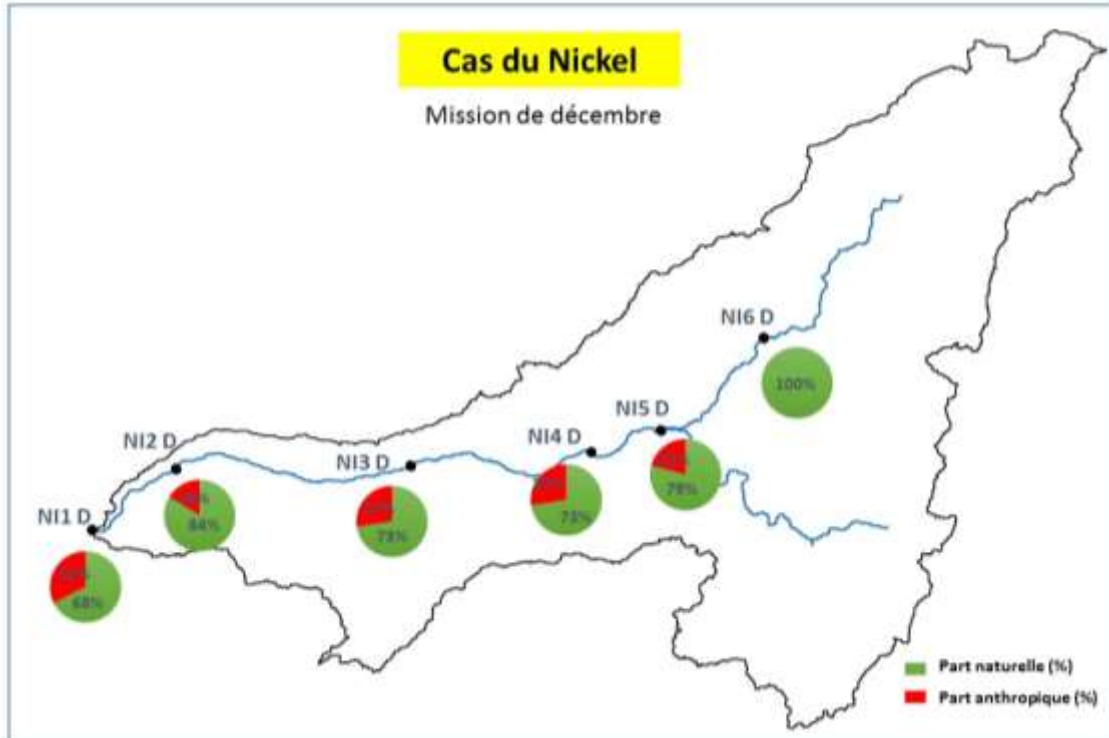 Cas du Nickel
Mission de décembre
NI6 D
100%
NI5 D
NI4 D
NI2 D
NI3 D
84%
73%
73%
NI1 D
68%
Part naturelle (%)
Part anthropique (%)